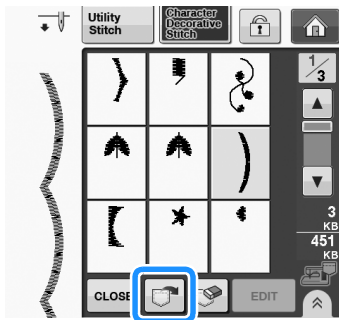 Utility
Stitch
Character
Decorative
Stitch
1/3
3
KB
451
KB
CLOSE
EDIT